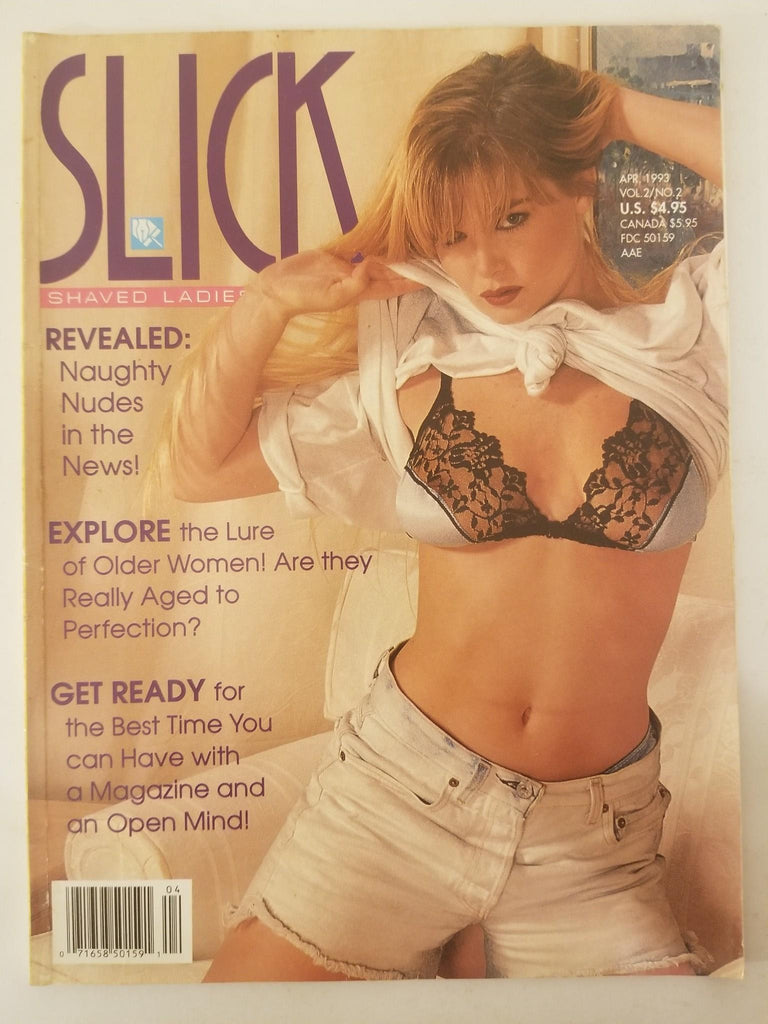 SLICK
SHAVED LADIES
APR. 1993
VOL.2/NO.2
U.S. $4.95
CANADA $5.95
FDC 50159
AAE
REVEALED:
Naughty
Nudes
in the
News!
EXPLORE the Lure
of Older Women! Are they
Really Aged to
Perfection?
GET READY for
the Best Time You
can Have with
a Magazine and
an Open Mind!
04
0 71658 50159 1